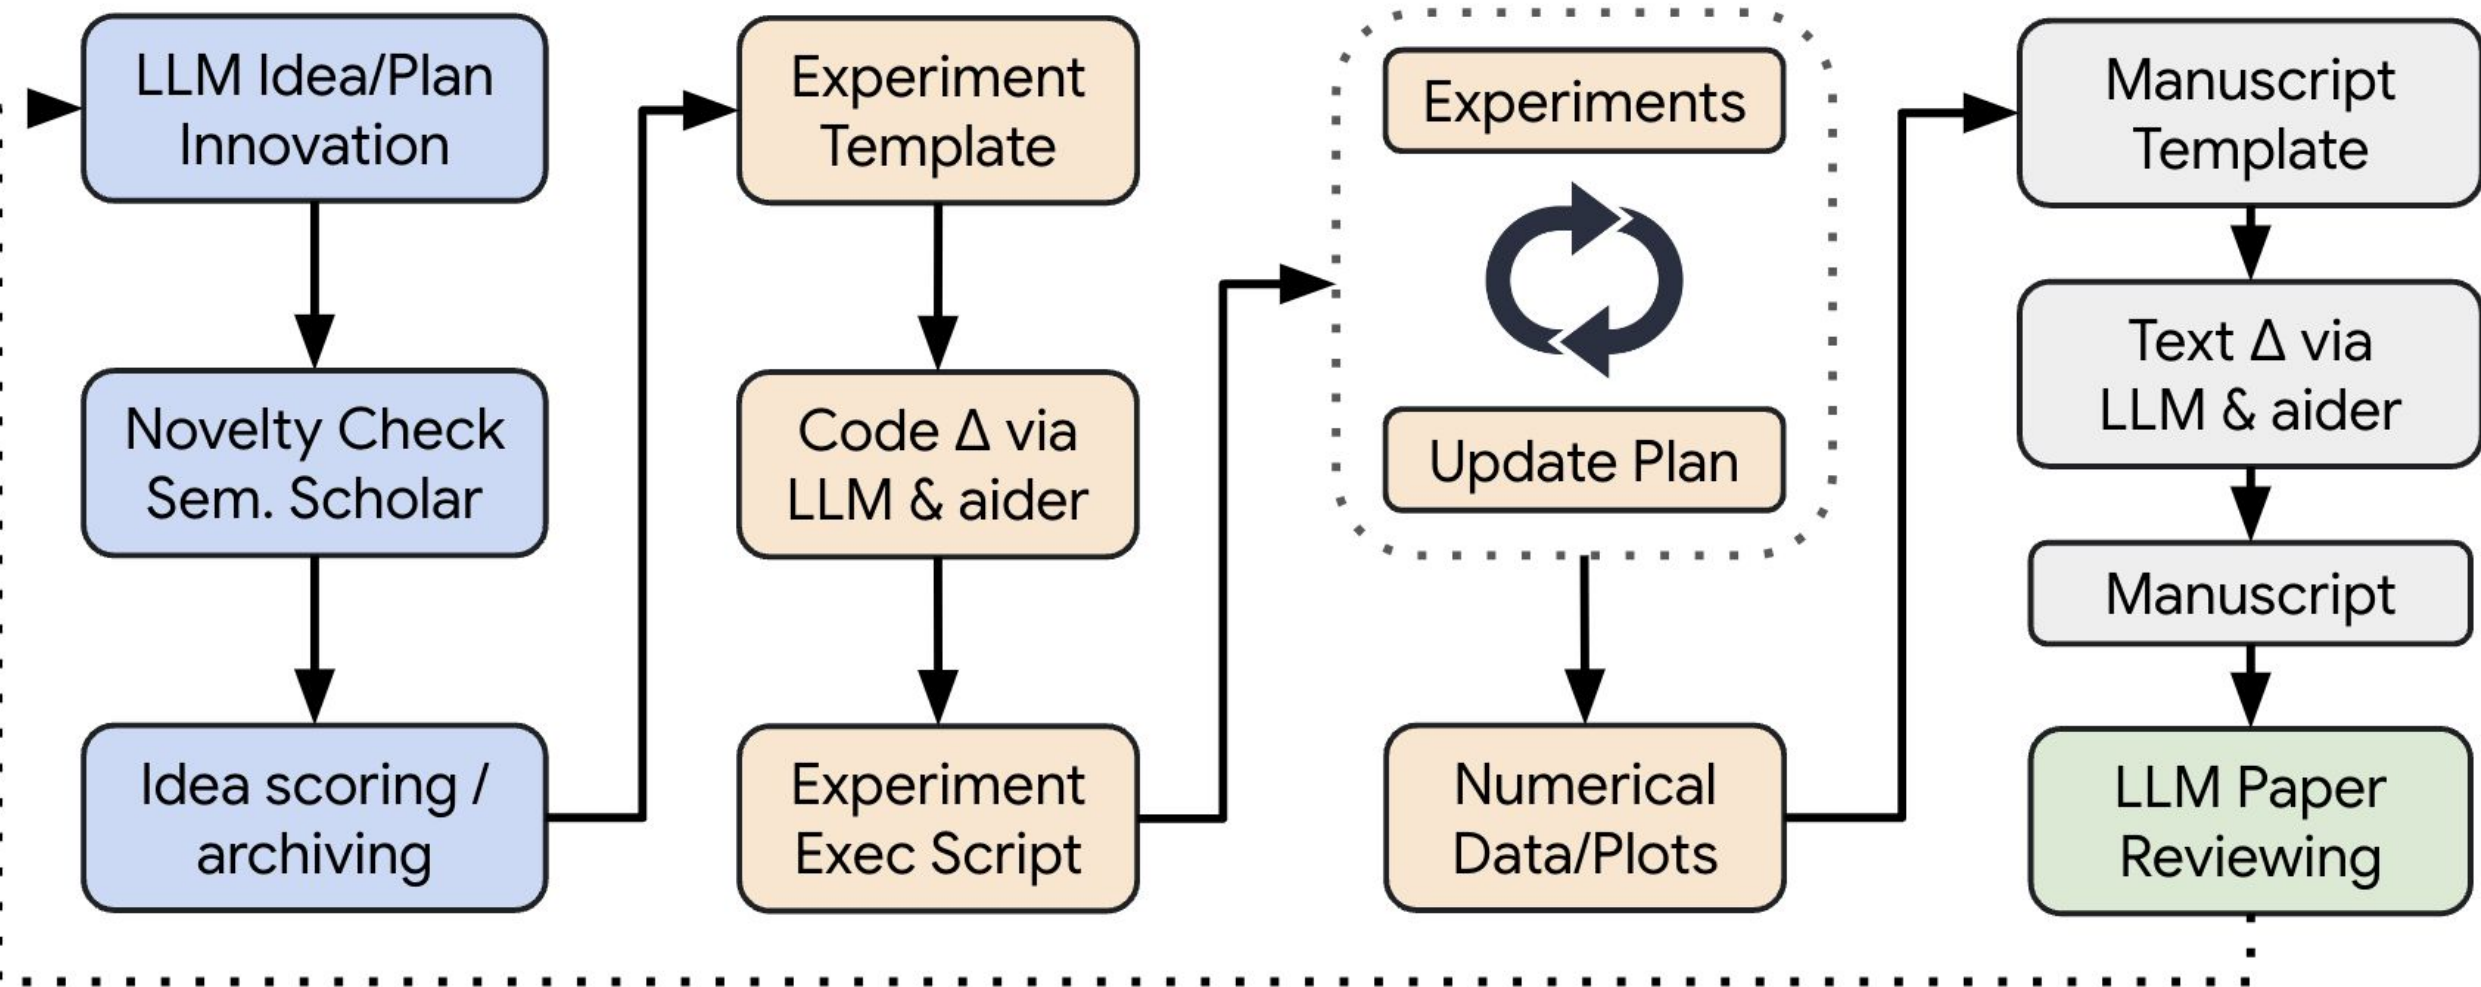 LLM Idea/Plan
Innovation
Novelty Check
Sem. Scholar
Idea scoring /
archiving
Experiment
Template
Code Δ via
LLM & aider
Experiment
Exec Script
Experiments
Update Plan
Numerical
Data/Plots
Manuscript
Template
Text Δ via
LLM & aider
Manuscript
LLM Paper
Reviewing